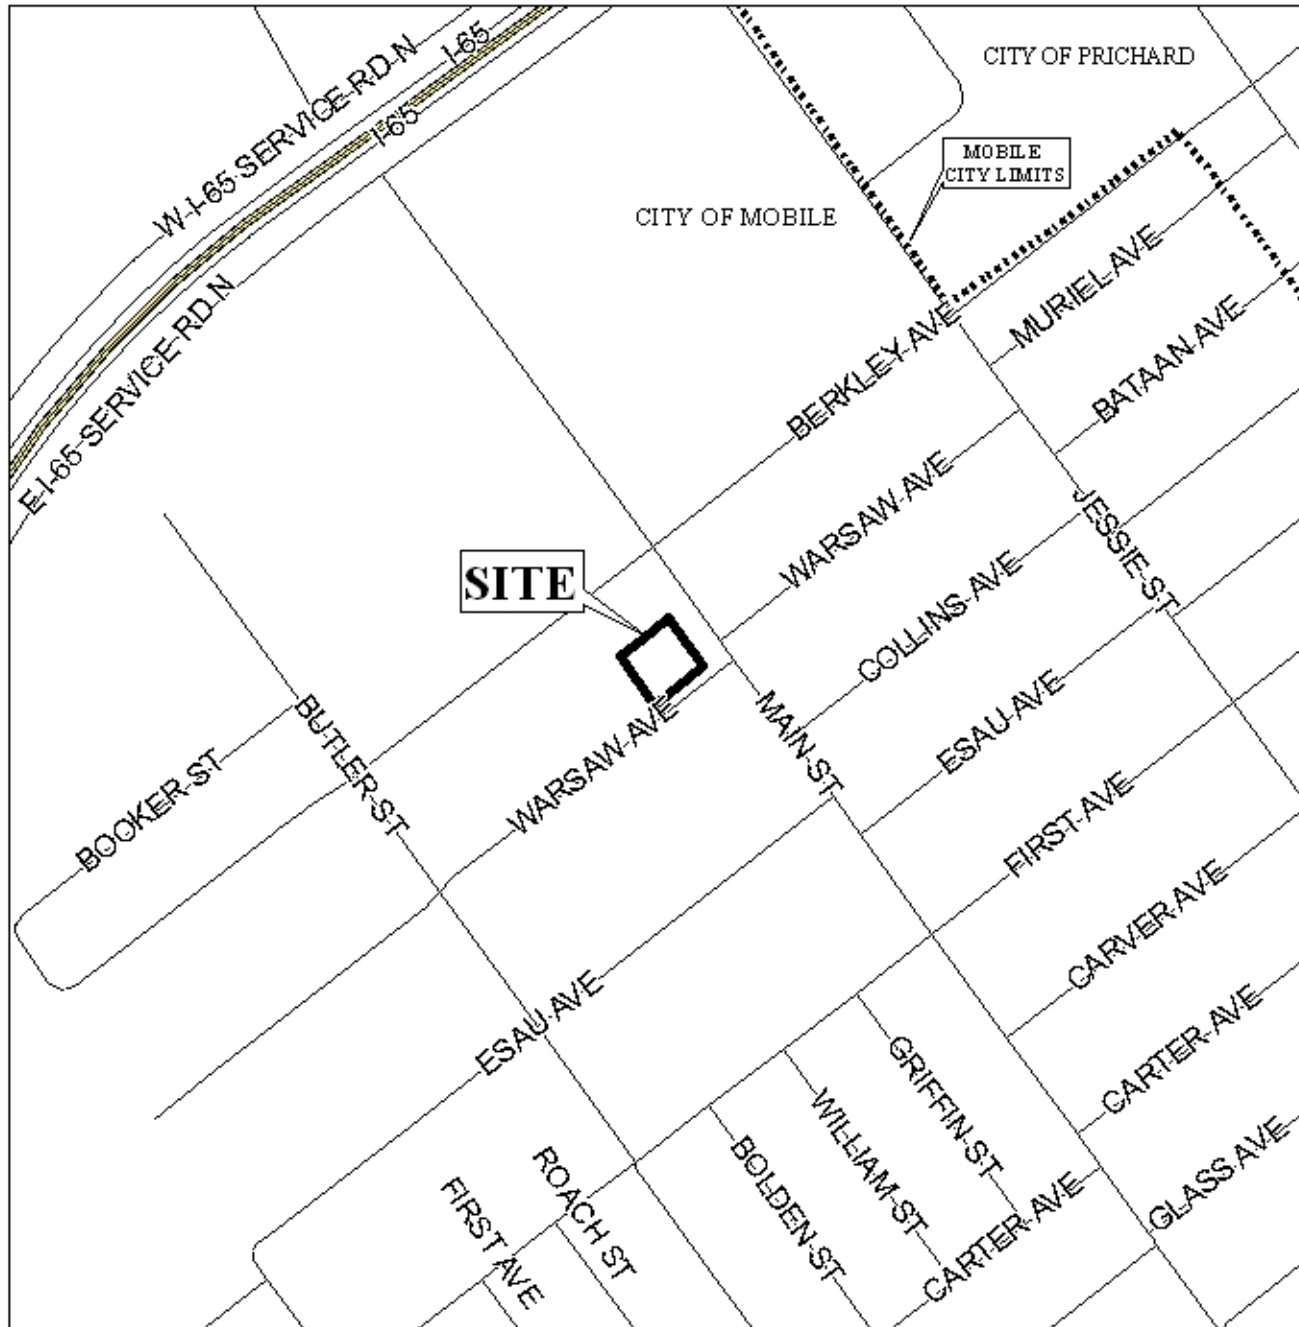 CITY OF PRICHARD
I-65
W-I-65 SERVICE RD N
I-65
MOBILE
CITY LIMITS
CITY OF MOBILE
MURIEL AVE
E I-65 SERVICE RD N
BERKLEY AVE
BATAAN AVE
WARSAW AVE
JESSIE ST
SITE
COLLINS AVE
ESAU AVE
MAIN ST
BUTLER ST
WARSAW AVE
BOOKER ST
FIRST AVE
CARVER AVE
ESAU AVE
CARTER AVE
GRIFFIN ST
WILLIAM ST
GLASS AVE
BOLDEN ST
ROACH ST
FIRST AVE
CARTER AVE